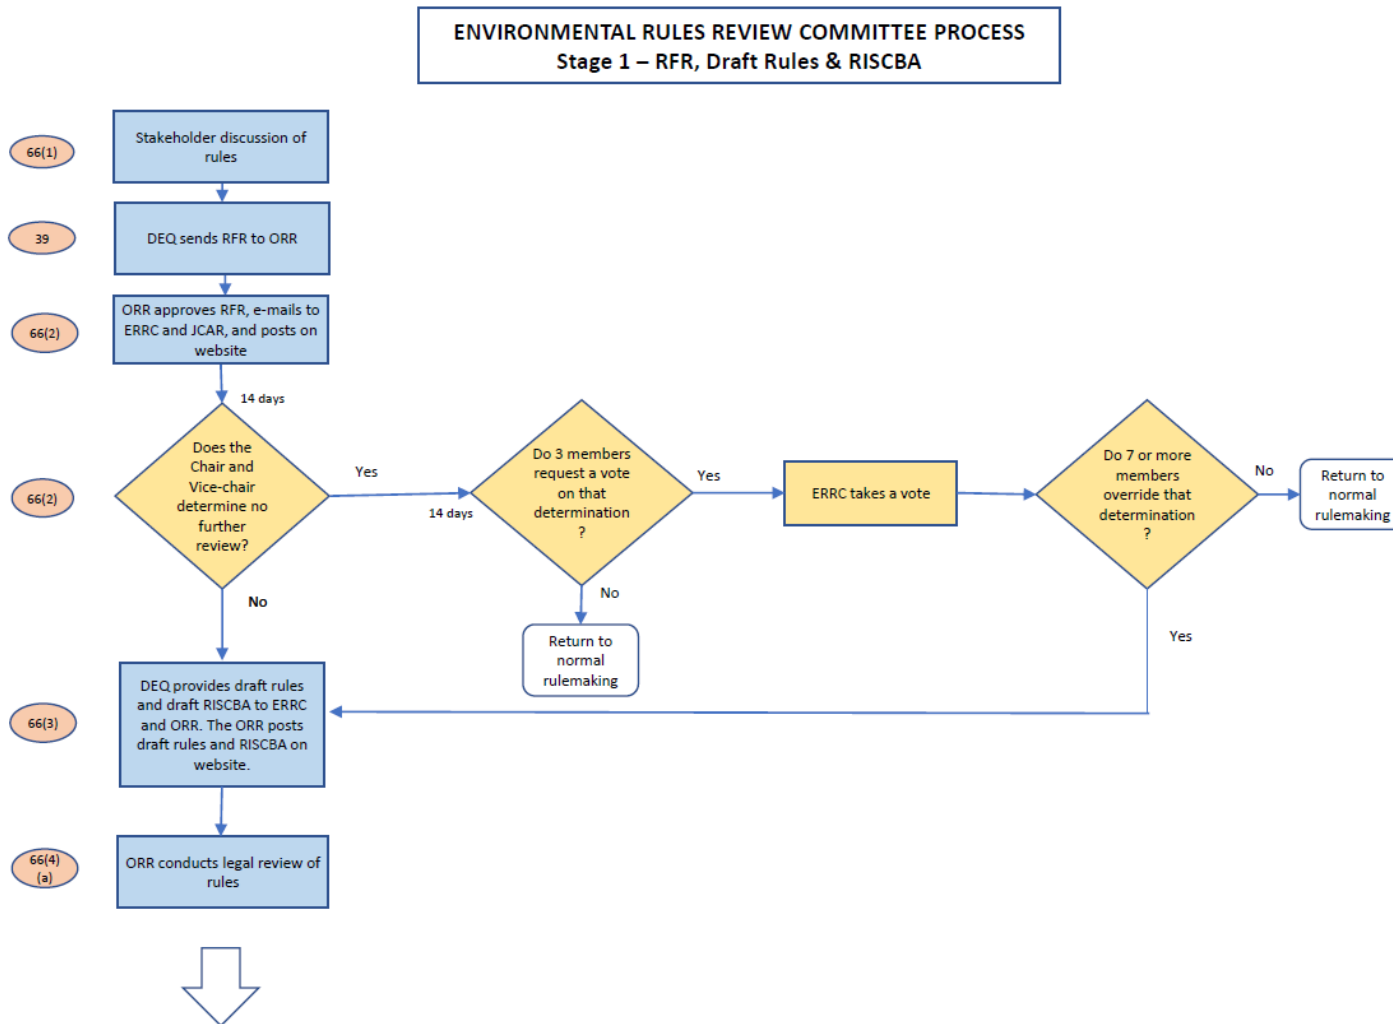 ENVIRONMENTAL RULES REVIEW COMMITTEE PROCESS
Stage 1 – RFR, Draft Rules & RISCBA
66(1)
Stakeholder discussion of
rules
39
DEQ sends RFR to ORR
66(2)
ORR approves RFR, e-mails to
ERRC and JCAR, and posts on
website
14 days
66(2)
Does the
Chair and
Vice-chair
determine no
further
review?
Yes
14 days
Do 3 members
request a vote
on that
determination
?
Yes
ERRC takes a vote
Do 7 or more
members
override that
determination
?
No
Return to
normal
rulemaking
No
No
Return to
normal
rulemaking
Yes
66(3)
DEQ provides draft rules
and draft RISCBA to ERRC
and ORR. The ORR posts
draft rules and RISCBA on
website.
66(4)
(a)
ORR conducts legal review of
rules